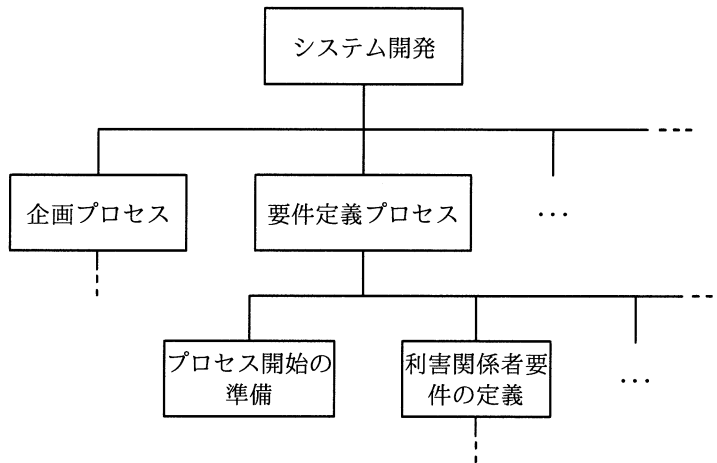 システム開発
企画プロセス
要件定義プロセス
…
プロセス開始の
準備
利害関係者要
件の定義
…